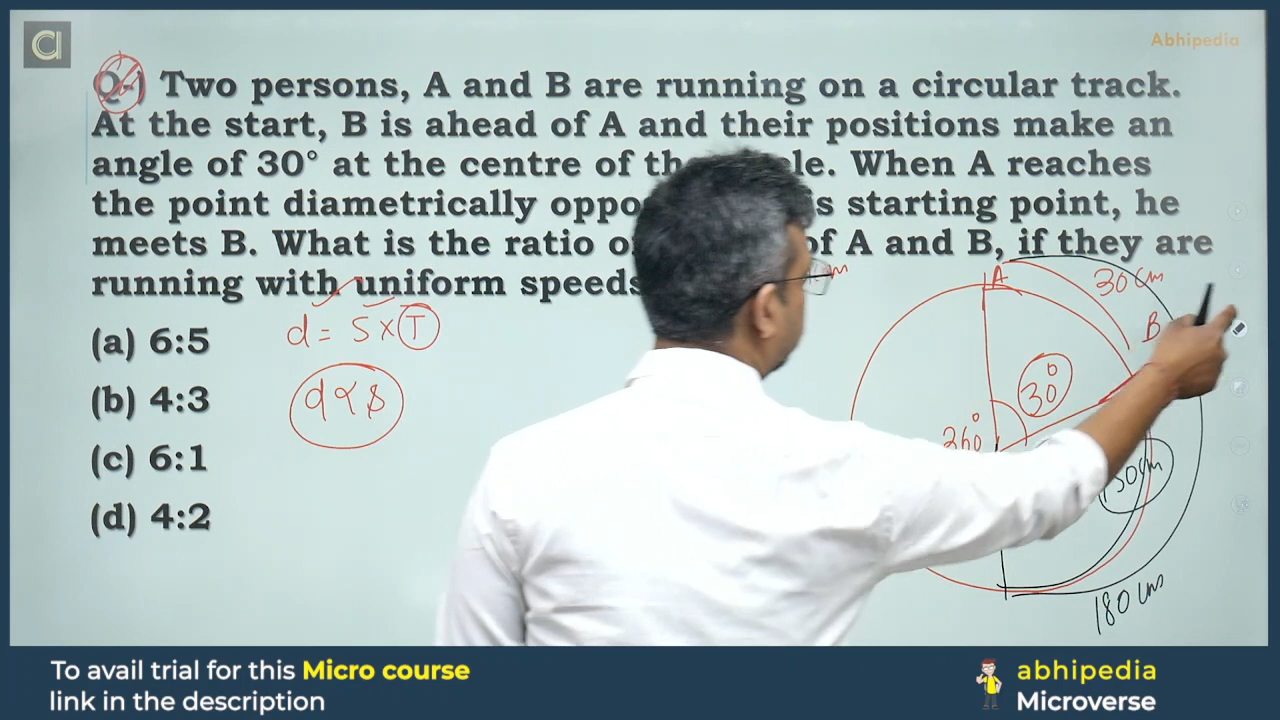 Abhipedia
Q.) Two persons, A and B are running on a circular track.
At the start, B is ahead of A and their positions make an
angle of 30° at the centre of the le. When A reaches
the point diametrically oppo s starting point, he
meets B. What is the ratio of A and B, if they are
running with uniform speeds
(a) 6:5
(b) 4:3
(c) 6:1
(d) 4:2
d = S × T
d ∝ s
A
30 cm
B
30°
360°
150 cm
180 cm
To avail trial for this Micro course
link in the description
abhipedia
Microverse